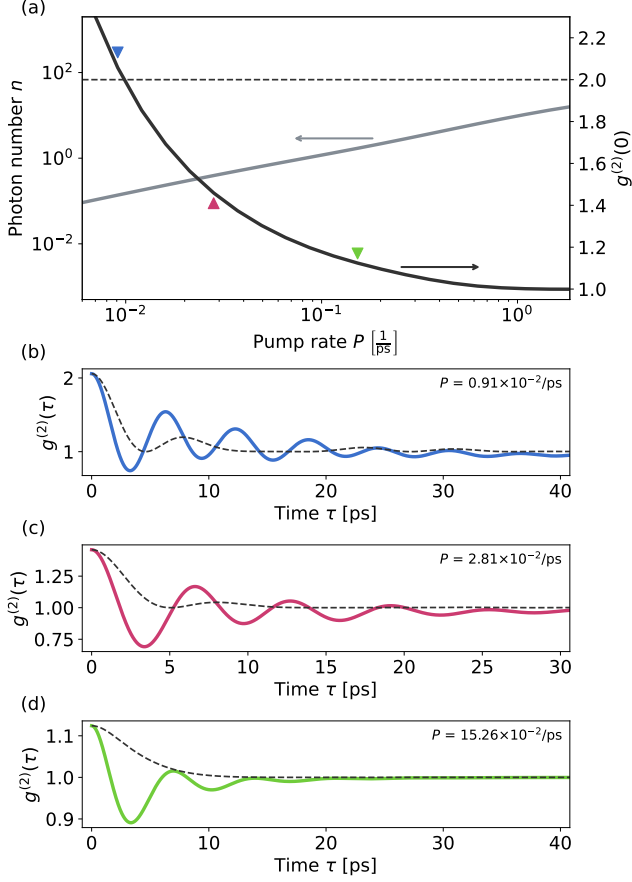 (a)
Photon number n
10²
10⁰
10⁻²
2.2
2.0
1.8
1.6
1.4
1.2
1.0
g⁽²⁾(0)
10⁻² 10⁻¹ 10⁰
Pump rate P [1/ps]
(b)
g⁽²⁾(τ)
2
1
P = 0.91×10⁻²/ps
0 10 20 30 40
Time τ [ps]
(c)
g⁽²⁾(τ)
1.25
1.00
0.75
P = 2.81×10⁻²/ps
0 5 10 15 20 25 30
Time τ [ps]
(d)
g⁽²⁾(τ)
1.1
1.0
0.9
P = 15.26×10⁻²/ps
0 10 20 30 40
Time τ [ps]